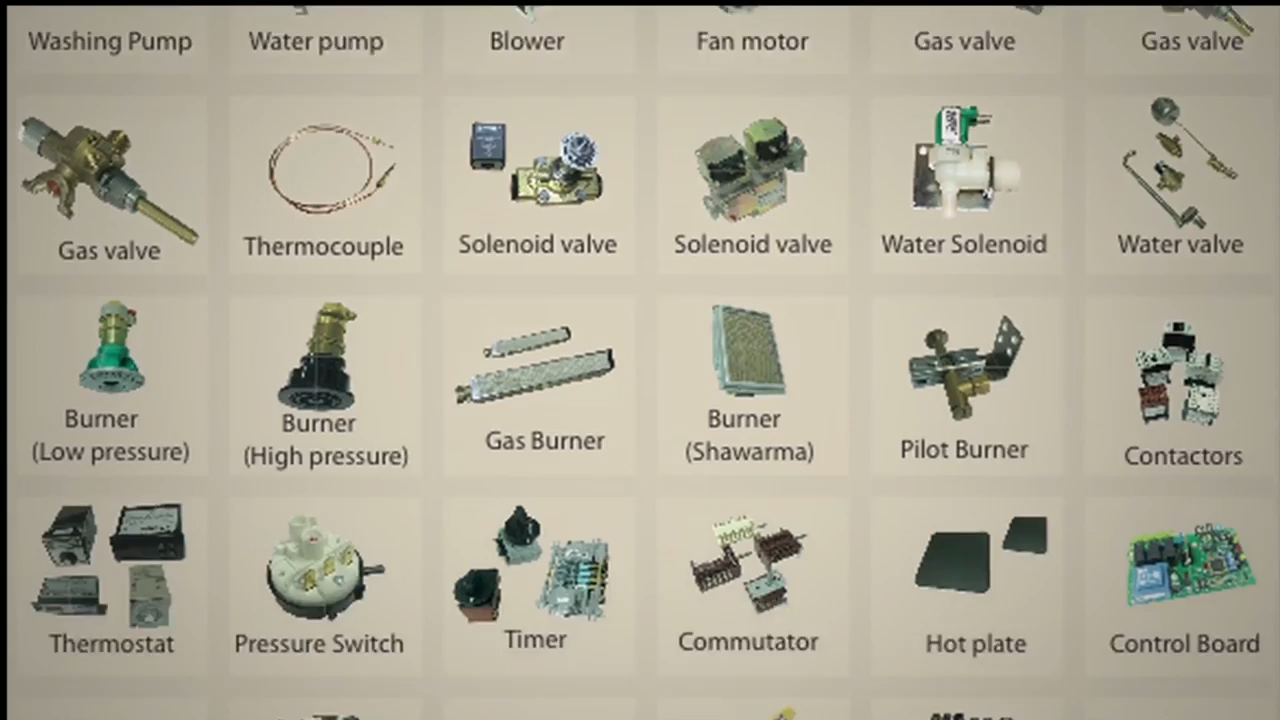 Washing Pump
Water pump
Blower
Fan motor
Gas valve
Gas valve
Gas valve
Thermocouple
Solenoid valve
Solenoid valve
Water Solenoid
Water valve
Burner
(Low pressure)
Burner
(High pressure)
Gas Burner
Burner
(Shawarma)
Pilot Burner
Contactors
Thermostat
Pressure Switch
Timer
Commutator
Hot plate
Control Board